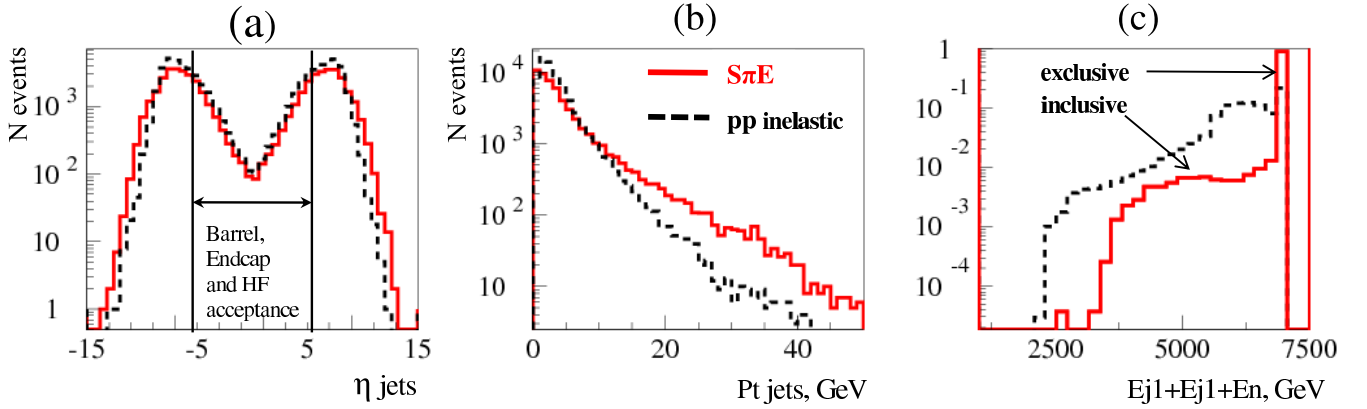 (a)
N events
10 3
10 2
10
1
-15
-5
5
15
η jets
Barrel,
Endcap
and HF
acceptance
(b)
N events
10 4
10 3
10 2
10
0
20
40
Pt jets, GeV
SπE
pp inelastic
(c)
1
10 -1
10 -2
10 -3
10 -4
2500
5000
7500
Ej1+Ej1+En, GeV
exclusive
inclusive